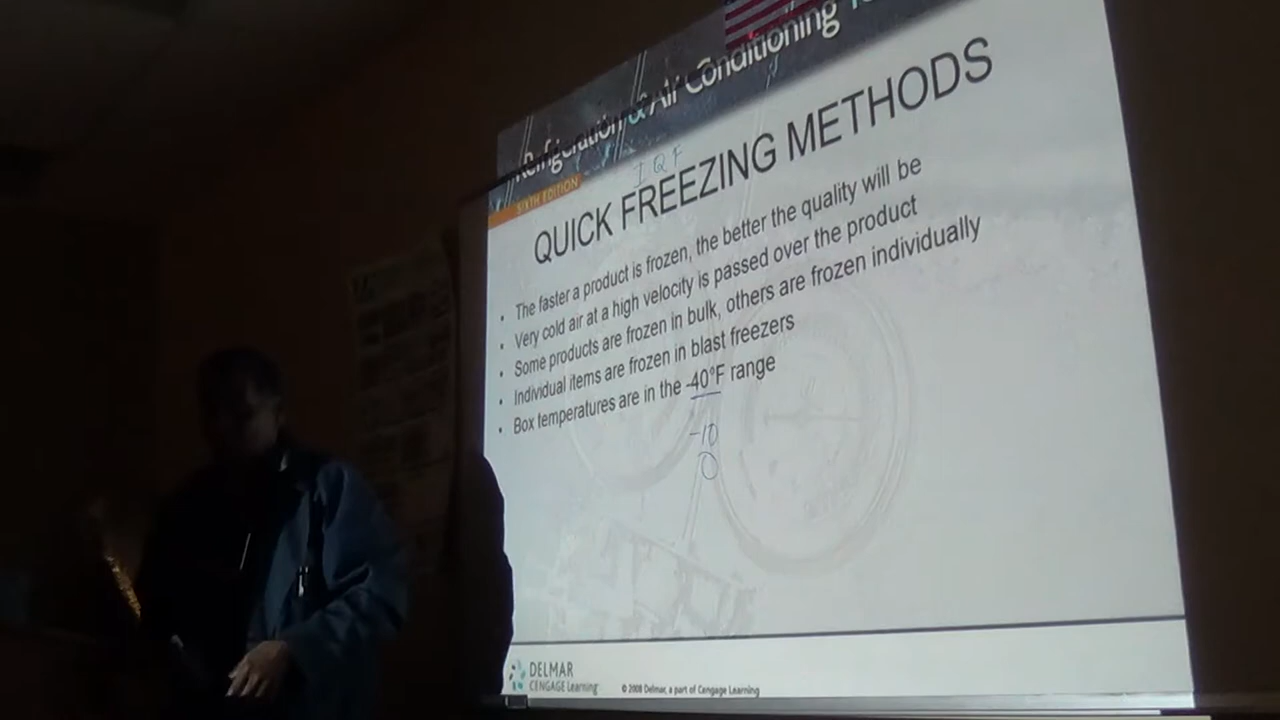 Refrigeration & Air Conditioning
SIXTH EDITION
I Q F
QUICK FREEZING METHODS
• The faster a product is frozen, the better the quality will be
• Very cold air at a high velocity is passed over the product
• Some products are frozen in bulk, others are frozen individually
• Individual items are frozen in blast freezers
• Box temperatures are in the -40°F range
-10
0
DELMAR
CENGAGE Learning
© 2008 Delmar, a part of Cengage Learning